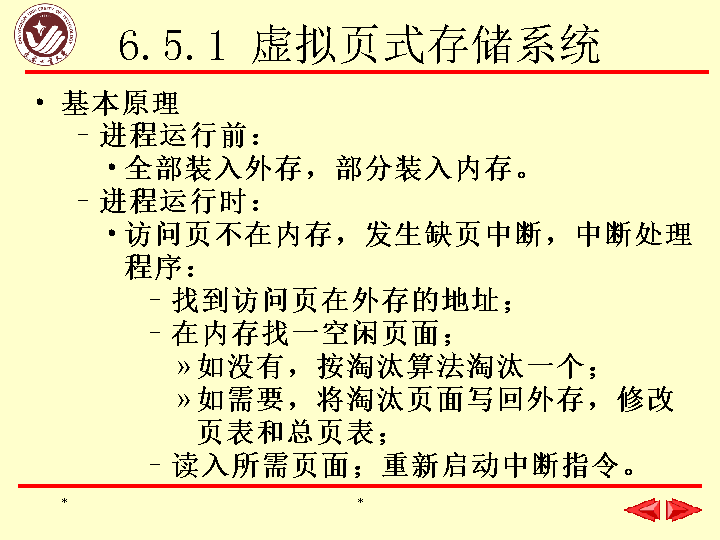 6.5.1 虚拟页式存储系统
• 基本原理
– 进程运行前：
• 全部装入外存，部分装入内存。
– 进程运行时：
• 访问页不在内存，发生缺页中断，中断处理
程序：
– 找到访问页在外存的地址；
– 在内存找一空闲页面；
» 如没有，按淘汰算法淘汰一个；
» 如需要，将淘汰页面写回外存，修改
页表和总页表；
– 读入所需页面；重新启动中断指令。
* *